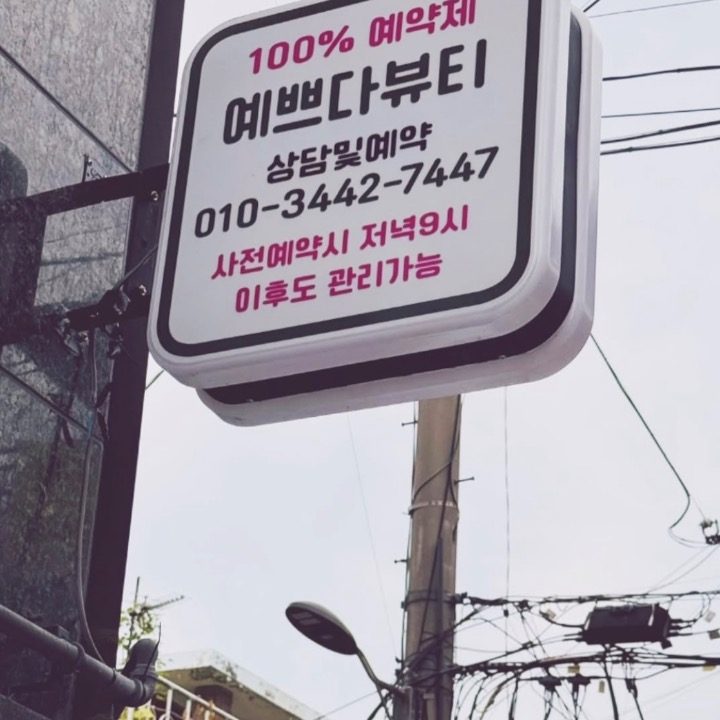 100% 예약제
예쁘다뷰티
상담및예약
010-3442-7447
사전예약시 저녁9시
이후도 관리가능